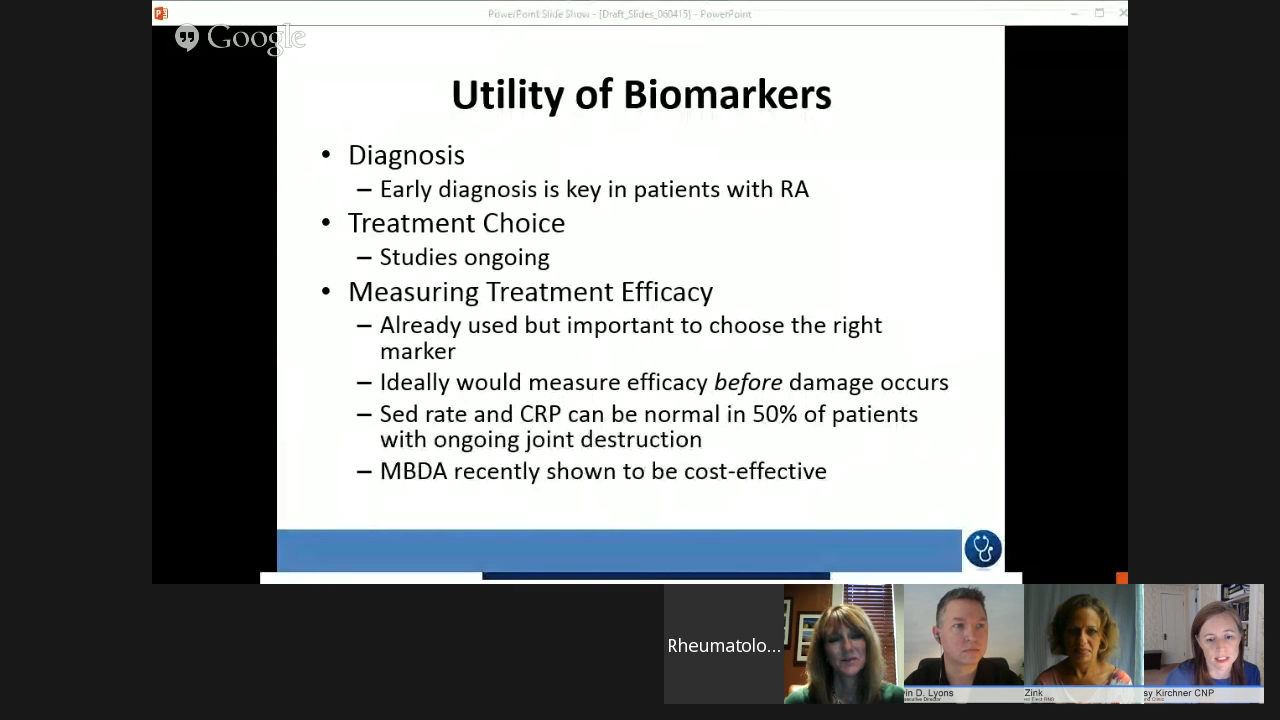 PowerPoint Slide Show - [Draft_Slides_060415] - PowerPoint
Google
Utility of Biomarkers
• Diagnosis
– Early diagnosis is key in patients with RA
• Treatment Choice
– Studies ongoing
• Measuring Treatment Efficacy
– Already used but important to choose the right
marker
– Ideally would measure efficacy before damage occurs
– Sed rate and CRP can be normal in 50% of patients
with ongoing joint destruction
– MBDA recently shown to be cost-effective
Rheumatolo...
in D. Lyons
Zink
sy Kirchner CNP